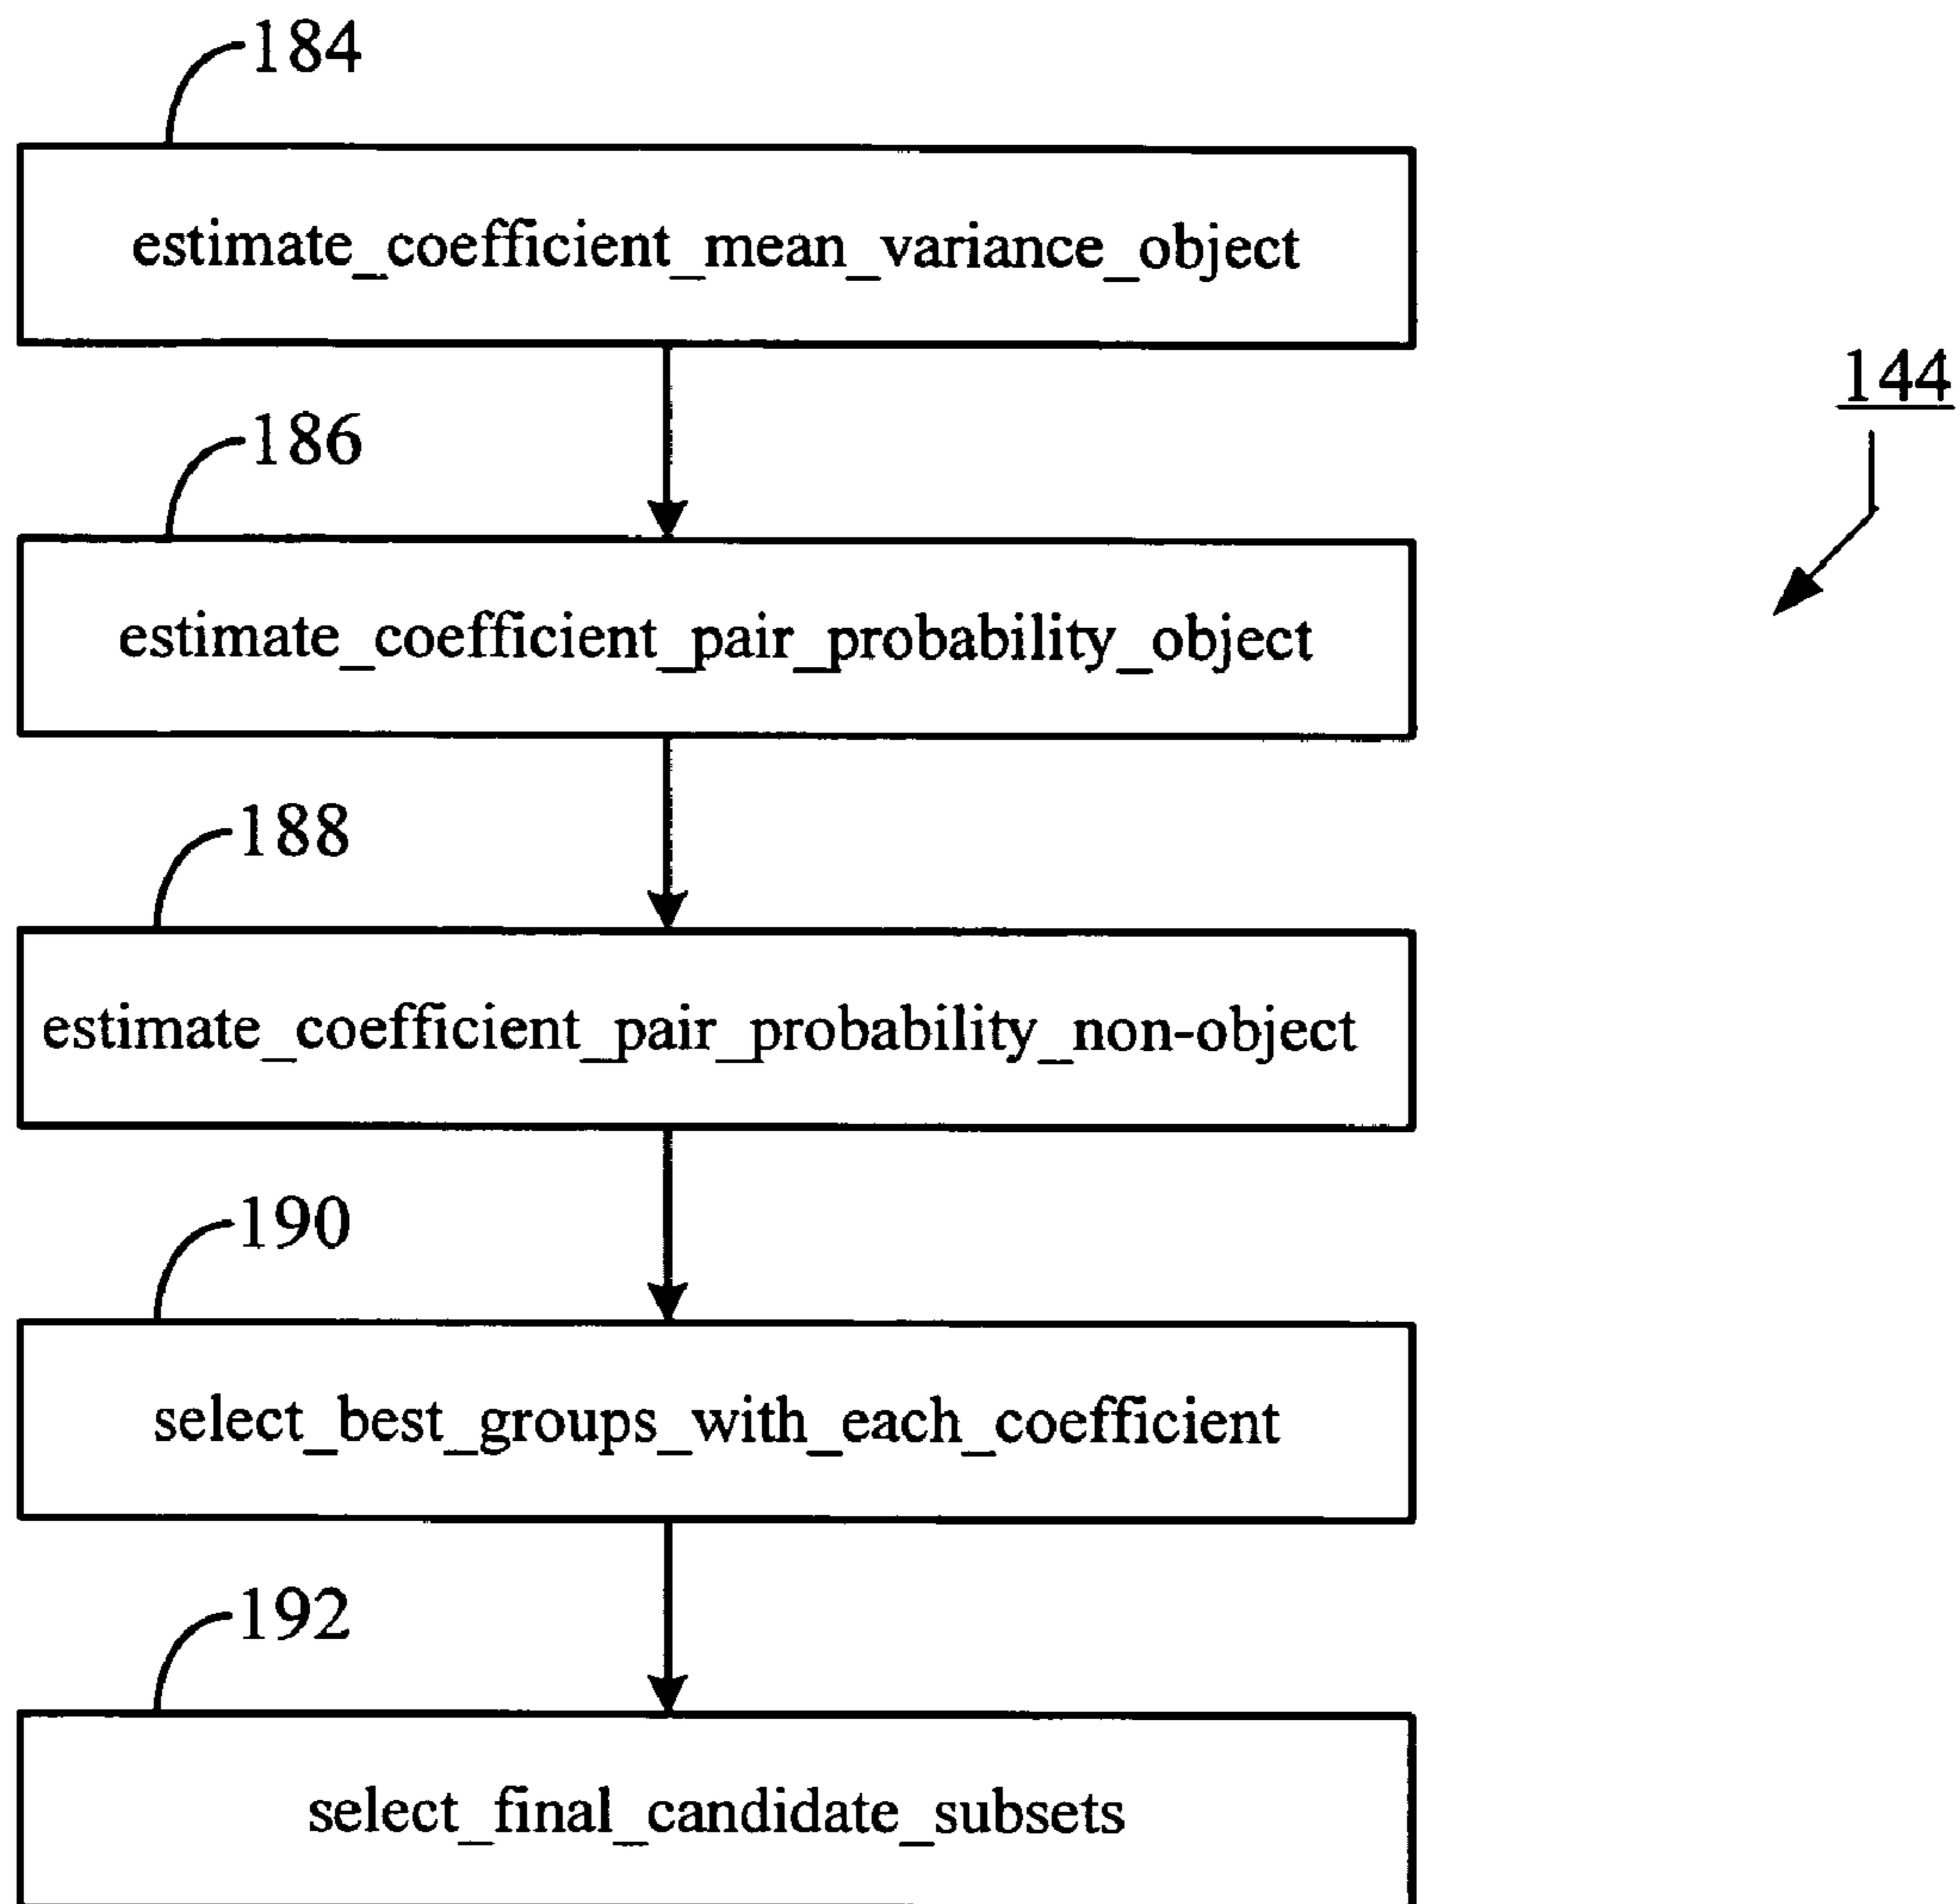 184
estimate_coefficient_mean_variance_object
144
186
estimate_coefficient_pair_probability_object
188
estimate_coefficient_pair_probability_non-object
190
select_best_groups_with_each_coefficient
192
select_final_candidate_subsets